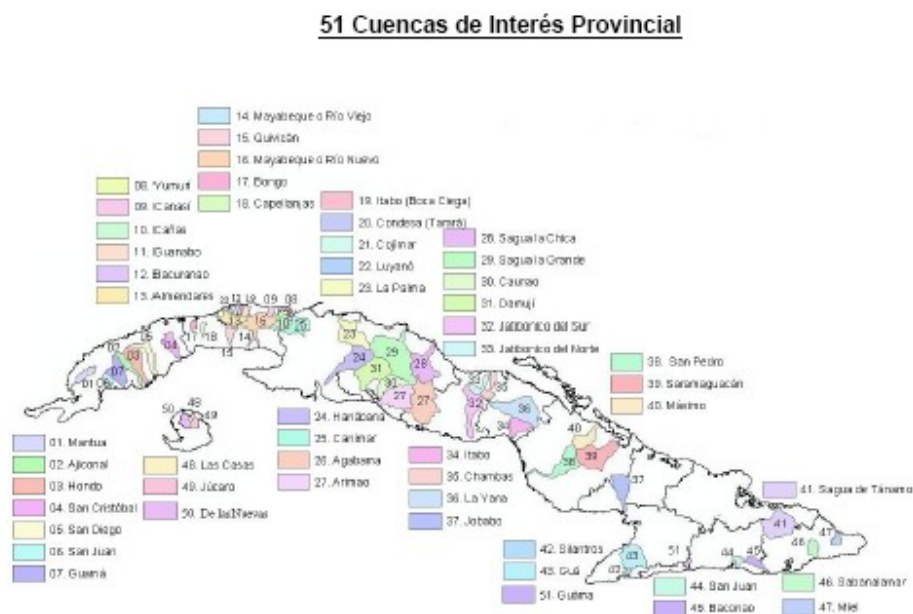 51 Cuencas de Interés Provincial
14. Mayabeque o Río Viejo
15. Quivicán
16. Mayabeque o Río Nuevo
17. Bongo
18. Capellanjas
08. Yumurí
09. Canasí
10. Cañas
11. Guanabo
12. Bacuranao
13. Almendares
19. Itabo (Boca Ciega)
20. Condesa (Tarará)
21. Cojimar
22. Luyanó
23. La Palma
28. Sagua la Chica
29. Sagua la Grande
30. Caunao
31. Damují
32. Jatibonico del Sur
33. Jatibonico del Norte
38. San Pedro
39. Saramaguacán
40. Máximo
01. Mantua
02. Ajiconal
03. Hondo
04. San Cristóbal
05. San Diego
06. San Juan
07. Guamá
48. Las Casas
49. Júcaro
50. De las Nuevas
24. Hanábana
25. Canimar
26. Agabama
27. Arimao
34. Itabo
35. Chambas
36. La Yana
37. Jobabo
41. Sagua de Tánamo
43. Guá
51. Guama
44. San Juan
45. Baconao
46. Sabanalamar
47. Miel